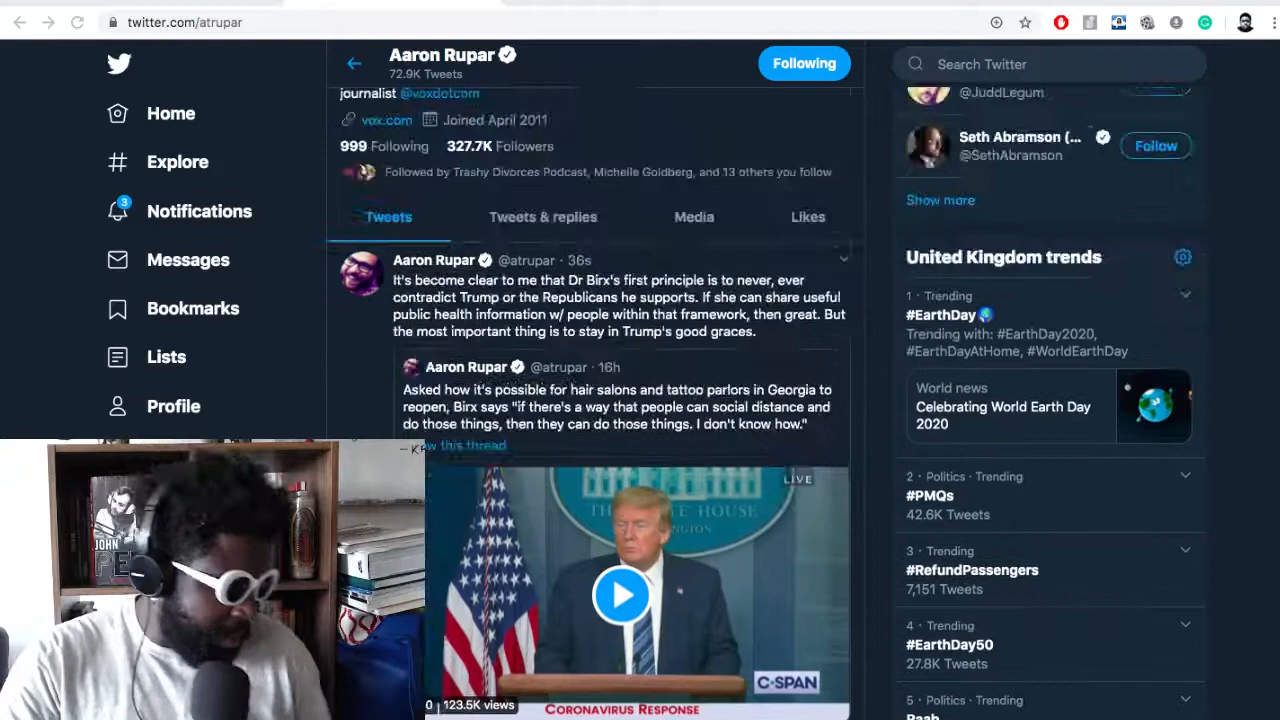 twitter.com/atrupar
Aaron Rupar
72.9K Tweets
Following
Search Twitter
journalist @voxdotcom
vox.com Joined April 2011
999 Following 327.7K Followers
Followed by Trashy Divorces Podcast, Michelle Goldberg, and 13 others you follow
Tweets Tweets & replies Media Likes
Home
Explore
3
Notifications
Messages
Bookmarks
Lists
Profile
Aaron Rupar @atrupar · 36s
It's become clear to me that Dr Birx's first principle is to never, ever
contradict Trump or the Republicans he supports. If she can share useful
public health information w/ people within that framework, then great. But
the most important thing is to stay in Trump's good graces.
Aaron Rupar @atrupar · 16h
Asked how it's possible for hair salons and tattoo parlors in Georgia to
reopen, Birx says "if there's a way that people can social distance and
do those things, then they can do those things. I don't know how."
this thread
LIVE
THE WHITE HOUSE
C-SPAN
0 123.5K views
CORONAVIRUS RESPONSE
JOHN
@JuddLegum
Seth Abramson (...
@SethAbramson
Follow
Show more
United Kingdom trends
1 · Trending
#EarthDay
Trending with: #EarthDay2020,
#EarthDayAtHome, #WorldEarthDay
World news
Celebrating World Earth Day
2020
2 · Politics · Trending
#PMQs
42.6K Tweets
3 · Trending
#RefundPassengers
7,151 Tweets
4 · Trending
#EarthDay50
27.8K Tweets
5 · Politics · Trending
Raab